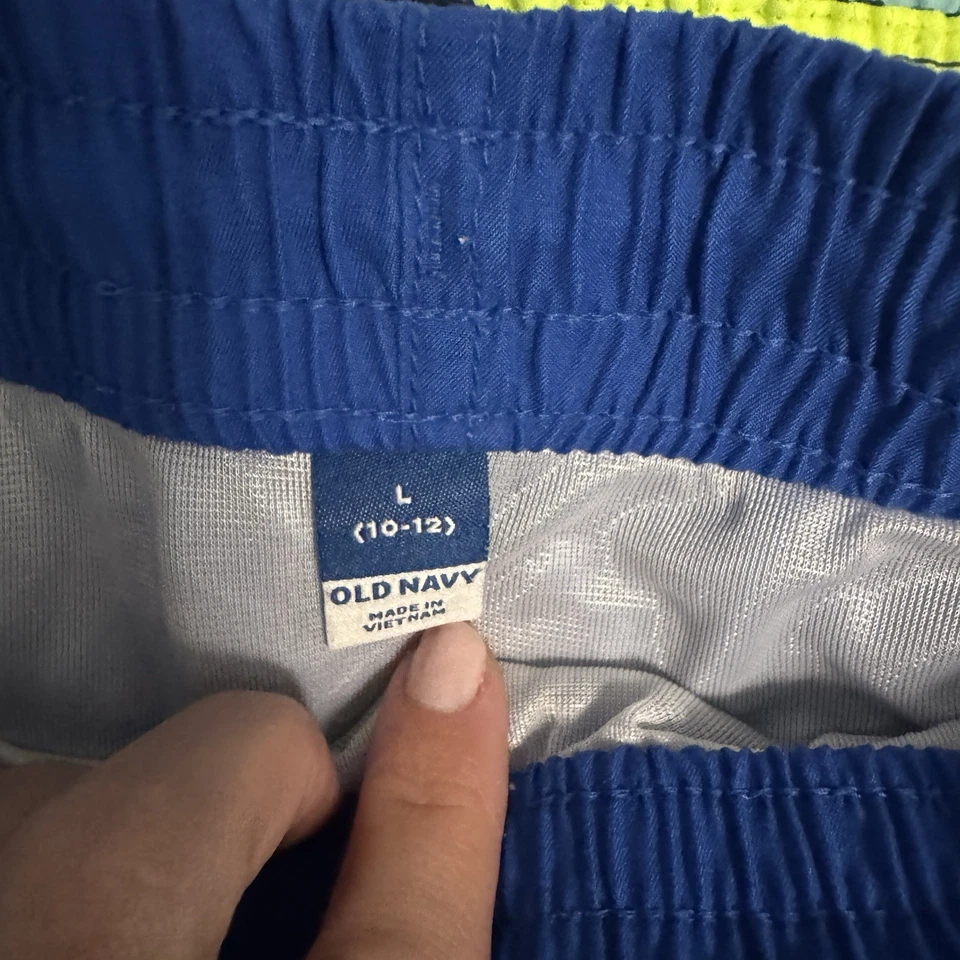 L
(10-12)
OLD NAVY
MADE IN
VIETNAM